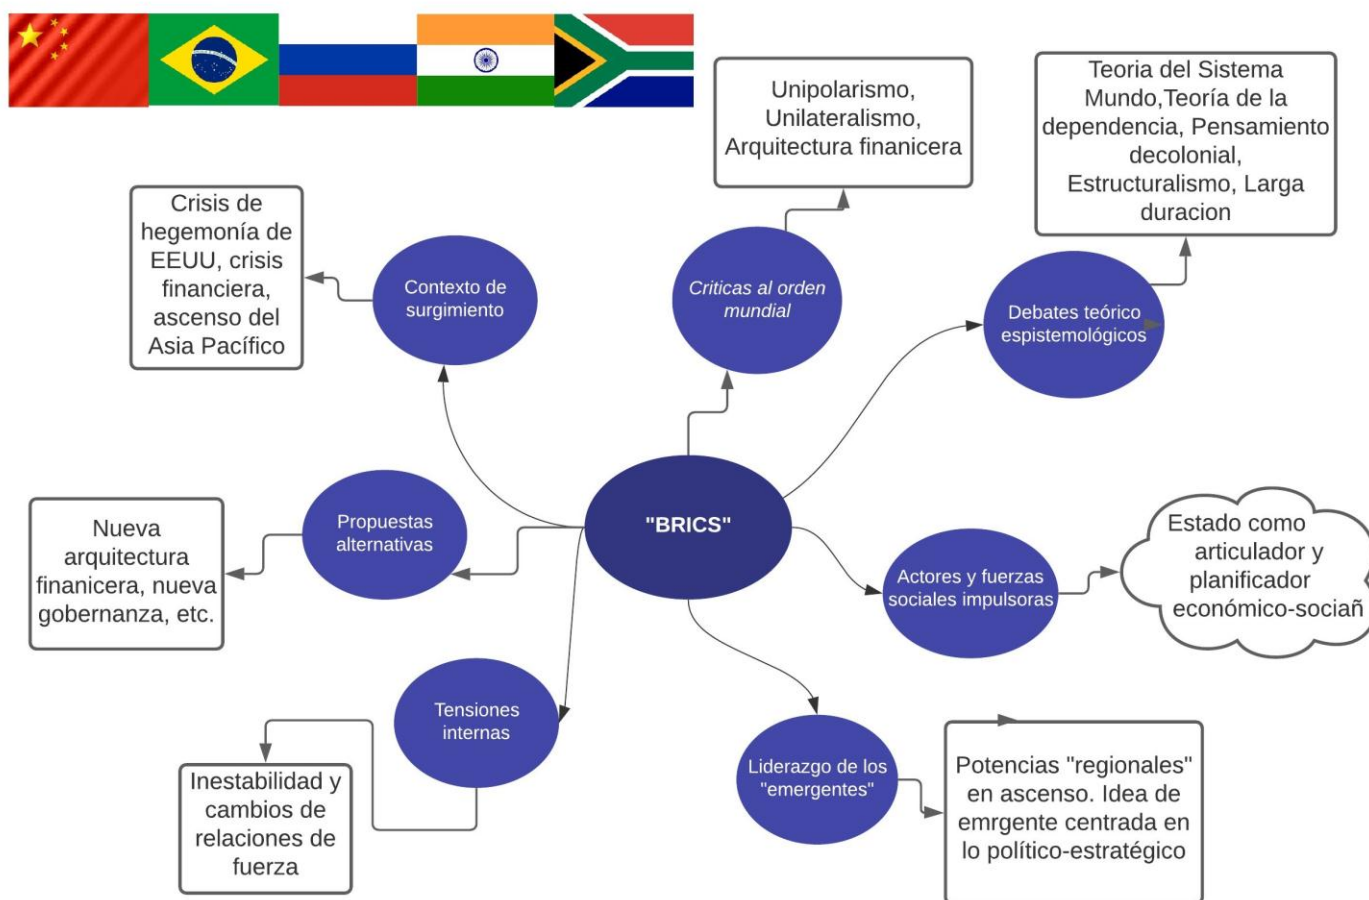 Unipolarismo,
Unilateralismo,
Arquitectura finanicera
Teoria del Sistema
Mundo,Teoría de la
dependencia, Pensamiento
decolonial,
Estructuralismo, Larga
duracion
Crisis de
hegemonía de
EEUU, crisis
financiera,
ascenso del
Asia Pacífico
Contexto de
surgimiento
Criticas al orden
mundial
Debates teórico
espistemológicos
"BRICS"
Nueva
arquitectura
finanicera, nueva
gobernanza, etc.
Propuestas
alternativas
Actores y fuerzas
sociales impulsoras
Estado como
articulador y
planificador
económico-sociañ
Tensiones
internas
Inestabilidad y
cambios de
relaciones de
fuerza
Liderazgo de los
"emergentes"
Potencias "regionales"
en ascenso. Idea de
emrgente centrada en
lo político-estratégico